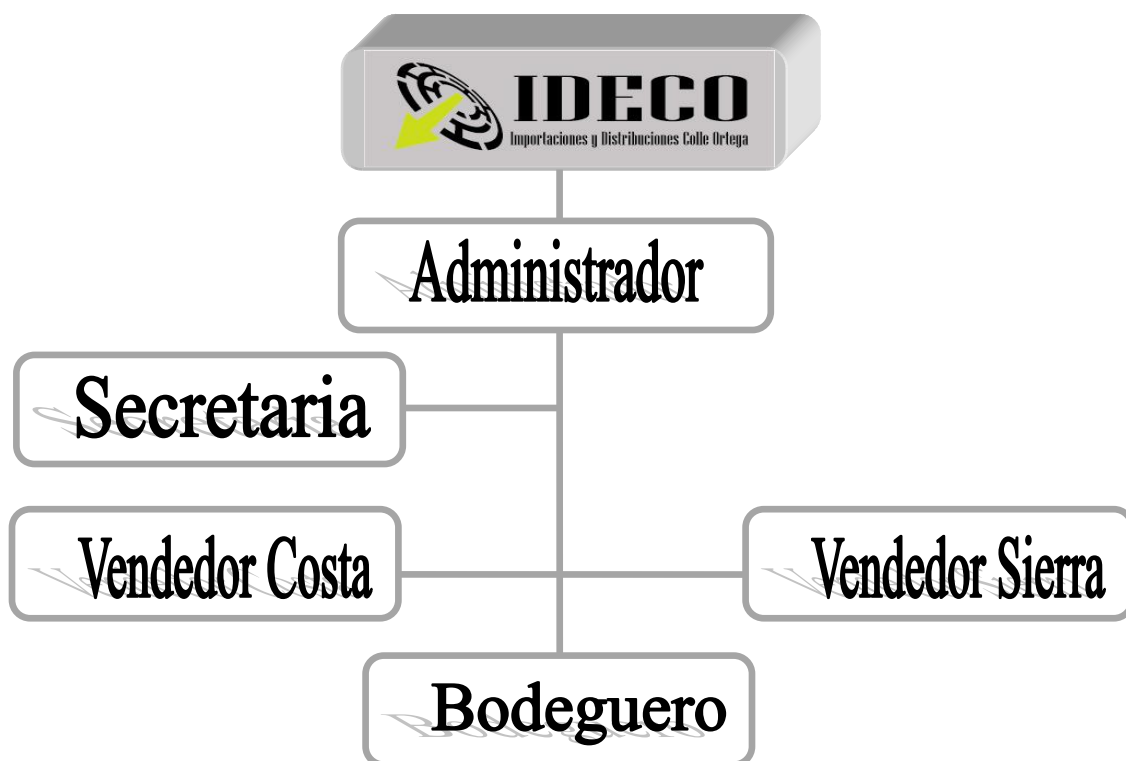 IDECO
Importaciones y Distribuciones Colle Ortega
Administrador
Secretaria
Vendedor Costa
Vendedor Sierra
Bodeguero